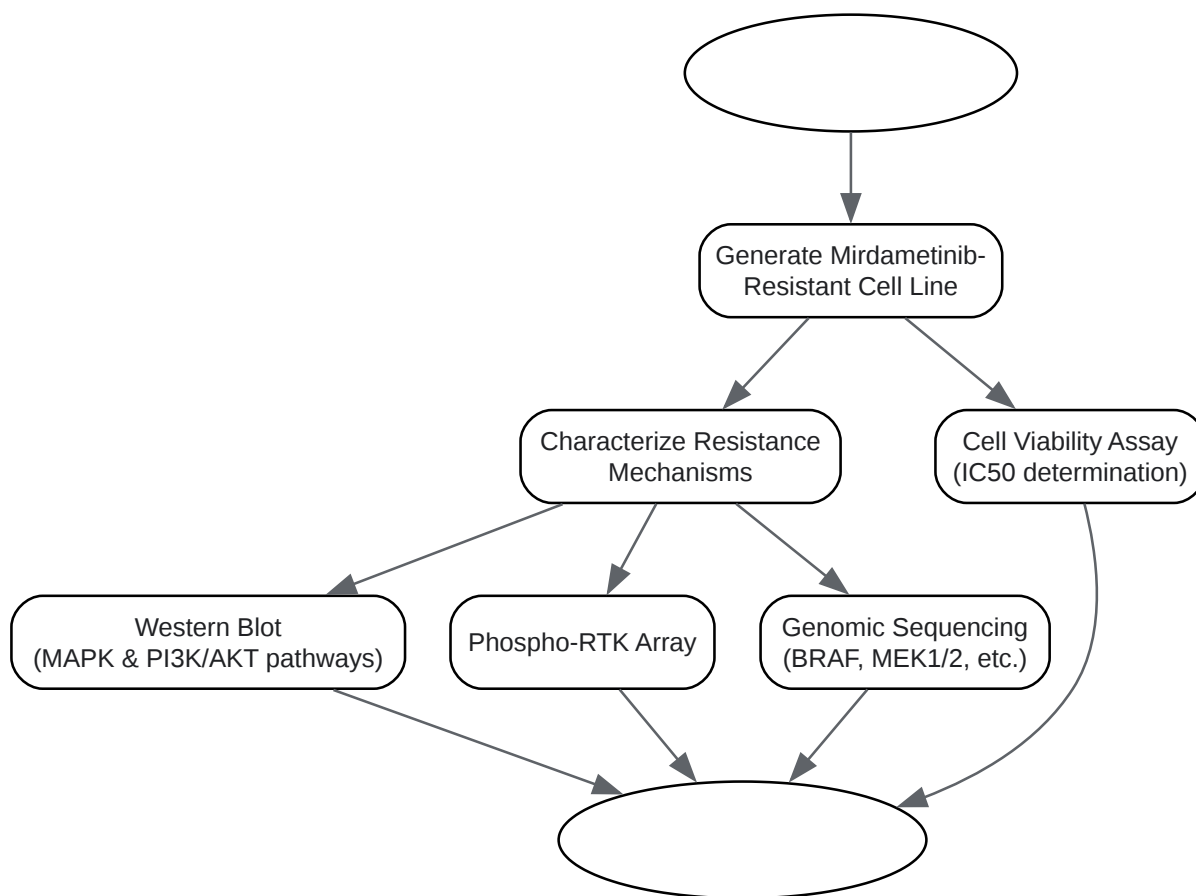 Generate Mirdametinib-
Resistant Cell Line
Characterize Resistance
Mechanisms
Cell Viability Assay
(IC50 determination)
Western Blot
(MAPK & PI3K/AKT pathways)
Phospho-RTK Array
Genomic Sequencing
(BRAF, MEK1/2, etc.)